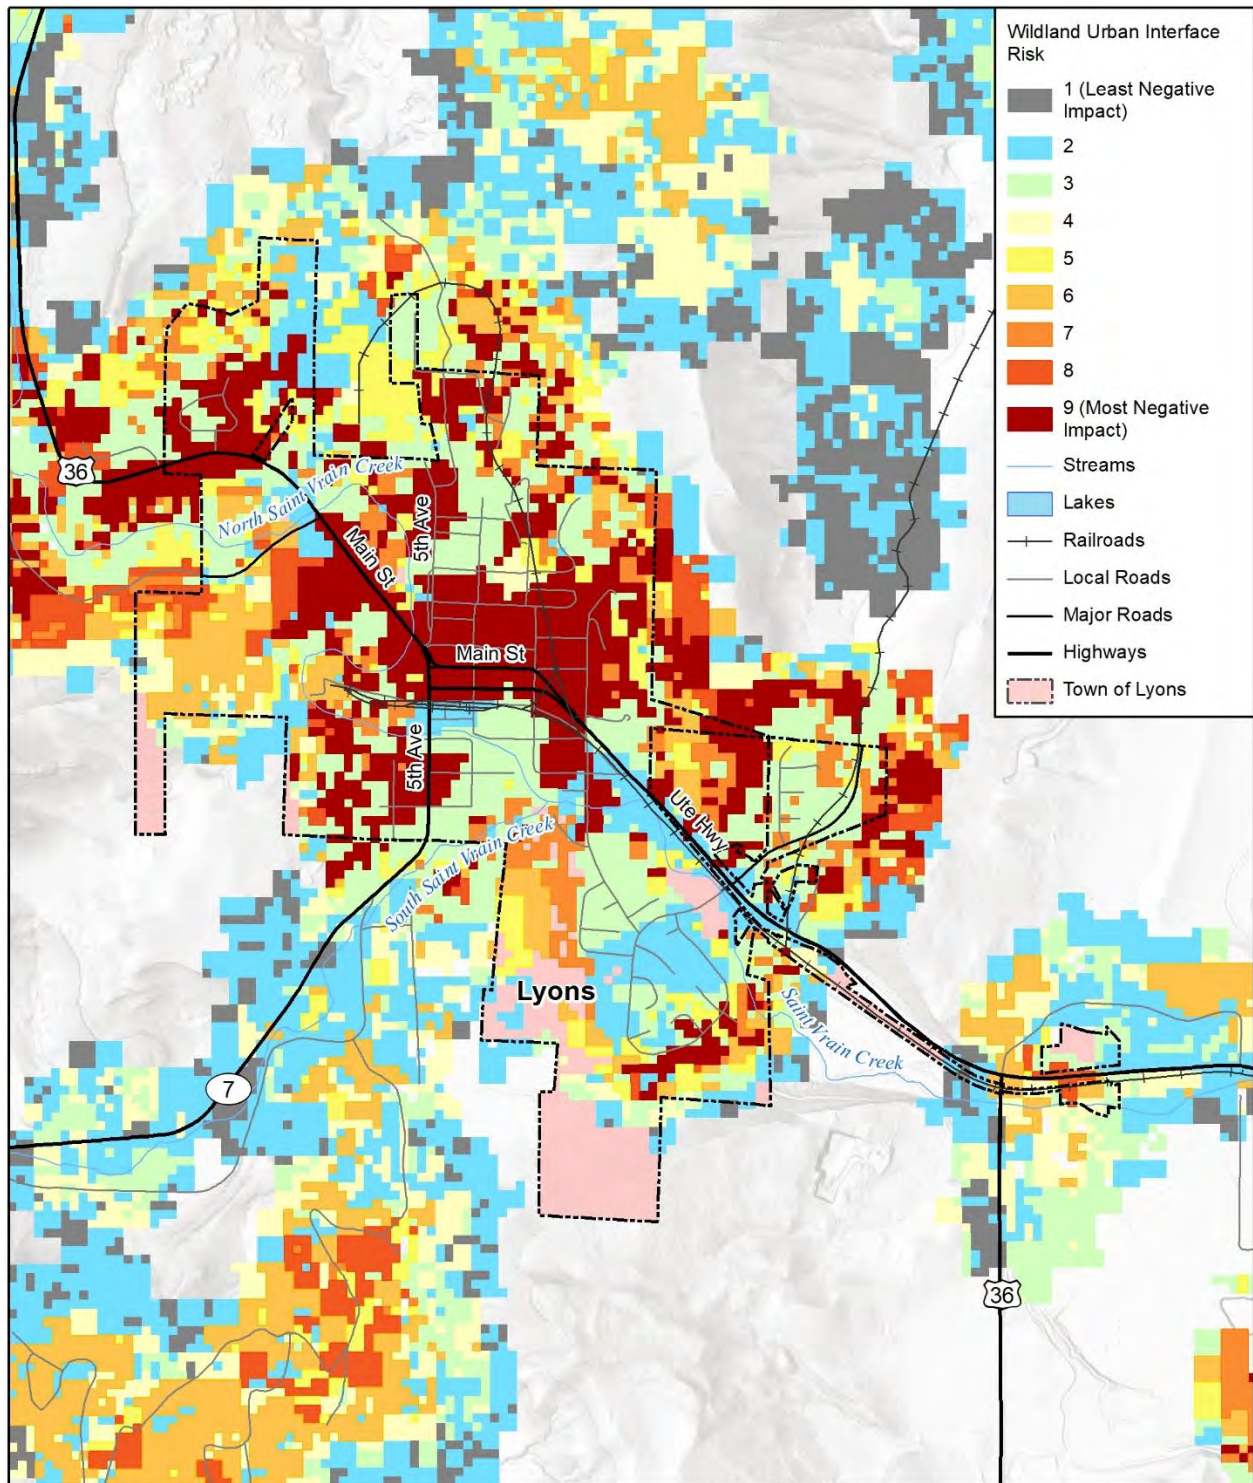 Wildland Urban Interface
Risk
1 (Least Negative
Impact)
2
3
4
5
6
7
8
9 (Most Negative
Impact)
Streams
Lakes
Railroads
Local Roads
Major Roads
Highways
Town of Lyons
36
North Saint Vrain Creek
5th Ave
Main St
Main St
5th Ave
Ute Hwy
South Saint Vrain Creek
Lyons
Saint Vrain Creek
7
36